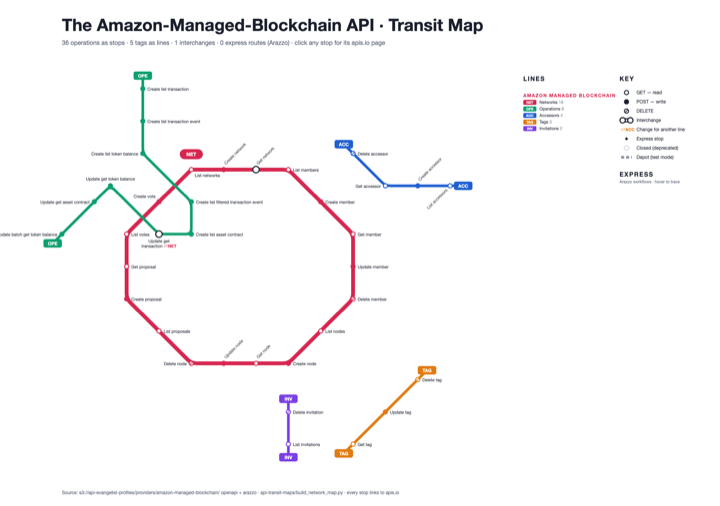 The Amazon-Managed-Blockchain API · Transit Map
36 operations as stops · 5 tags as lines · 1 interchanges · 0 express routes (Arazzo) · click any stop for its apis.io page
LINES
KEY
AMAZON MANAGED BLOCKCHAIN
NET Networks
OPE Operations
ACC Accessors
TAG Tags
INV Invitations
GET — read
POST — write
DELETE
Interchange
ACC Change for another line
Express stop
Closed (deprecated)
Depot (test mode)
EXPRESS
Arazzo workflows · hover to trace
OPE
Create list transaction
Create list transaction event
Create list token balance
NET
Create network
Get network
List networks
List members
ACC
Delete accessor
Get accessor
Create accessor
List accessors
ACC
Update get token balance
Create vote
Update get asset contract
Create list filtered transaction event
Create member
List votes
Create list asset contract
Get member
pdate batch get token balance
OPE
Update get
transaction NET
Get proposal
Update member
Create proposal
Delete member
List proposals
List nodes
Update node
Get node
Delete node
Create node
TAG
Delete tag
INV
Delete invitation
Update tag
List invitations
Get tag
INV
TAG
Source: s3://api-evangelist-profiles/providers/amazon-managed-blockchain/ openapi + arazzo · api-transit-maps/build_network_map.py · every stop links to apis.io